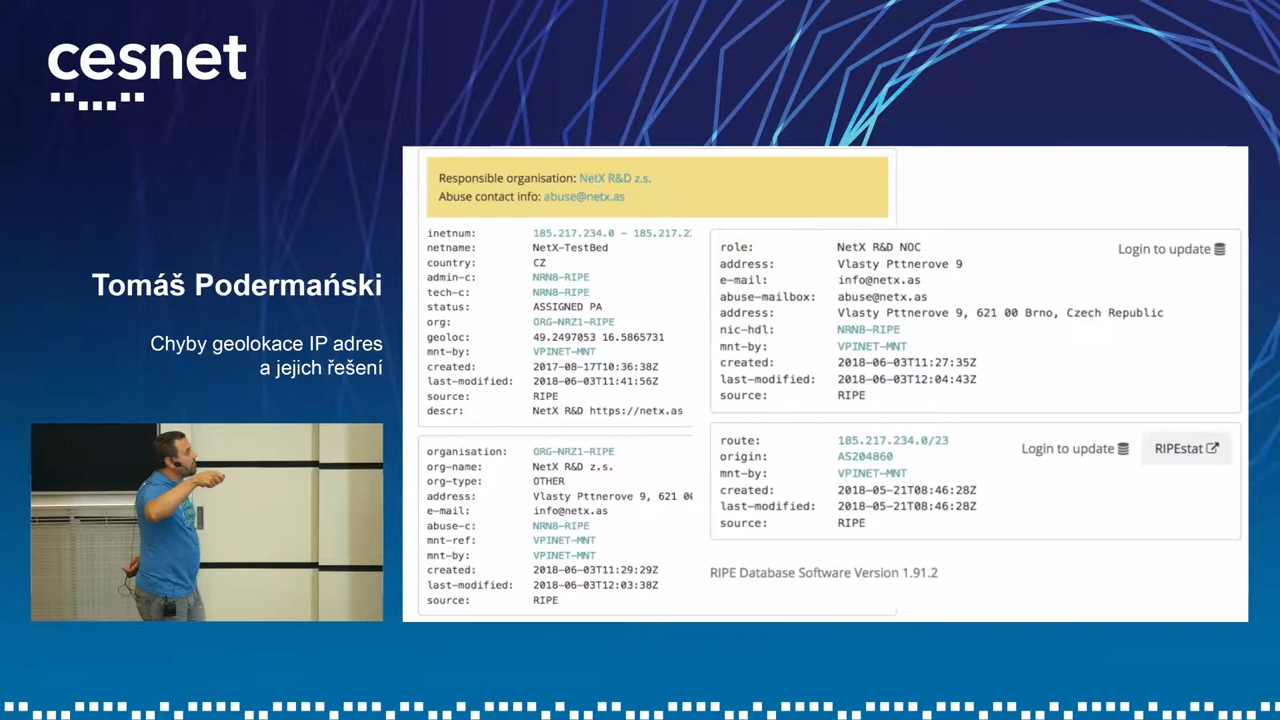 cesnet
Tomáš Podermański
Chyby geolokace IP adres
a jejich řešení
Responsible organisation: NetX R&D z.s.
Abuse contact info: abuse@netx.as
inetnum: 185.217.234.0 - 185.217.2
netname: NetX-TestBed
country: CZ
admin-c: NRN8-RIPE
tech-c: NRN8-RIPE
status: ASSIGNED PA
org: ORG-NRZ1-RIPE
geoloc: 49.2497053 16.5865731
mnt-by: VPINET-MNT
created: 2017-08-17T10:36:38Z
last-modified: 2018-06-03T11:41:56Z
source: RIPE
descr: NetX R&D https://netx.as
organisation: ORG-NRZ1-RIPE
org-name: NetX R&D z.s.
org-type: OTHER
address: Vlasty Pttnerove 9, 621 0
e-mail: info@netx.as
abuse-c: NRN8-RIPE
mnt-ref: VPINET-MNT
mnt-by: VPINET-MNT
created: 2018-06-03T11:29:29Z
last-modified: 2018-06-03T12:03:38Z
source: RIPE
role: NetX R&D NOC Login to update
address: Vlasty Pttnerove 9
e-mail: info@netx.as
abuse-mailbox: abuse@netx.as
address: Vlasty Pttnerove 9, 621 00 Brno, Czech Republic
nic-hdl: NRN8-RIPE
mnt-by: VPINET-MNT
created: 2018-06-03T11:27:35Z
last-modified: 2018-06-03T12:04:43Z
source: RIPE
route: 185.217.234.0/23 Login to update RIPEstat
origin: AS204860
mnt-by: VPINET-MNT
created: 2018-05-21T08:46:28Z
last-modified: 2018-05-21T08:46:28Z
source: RIPE
RIPE Database Software Version 1.91.2